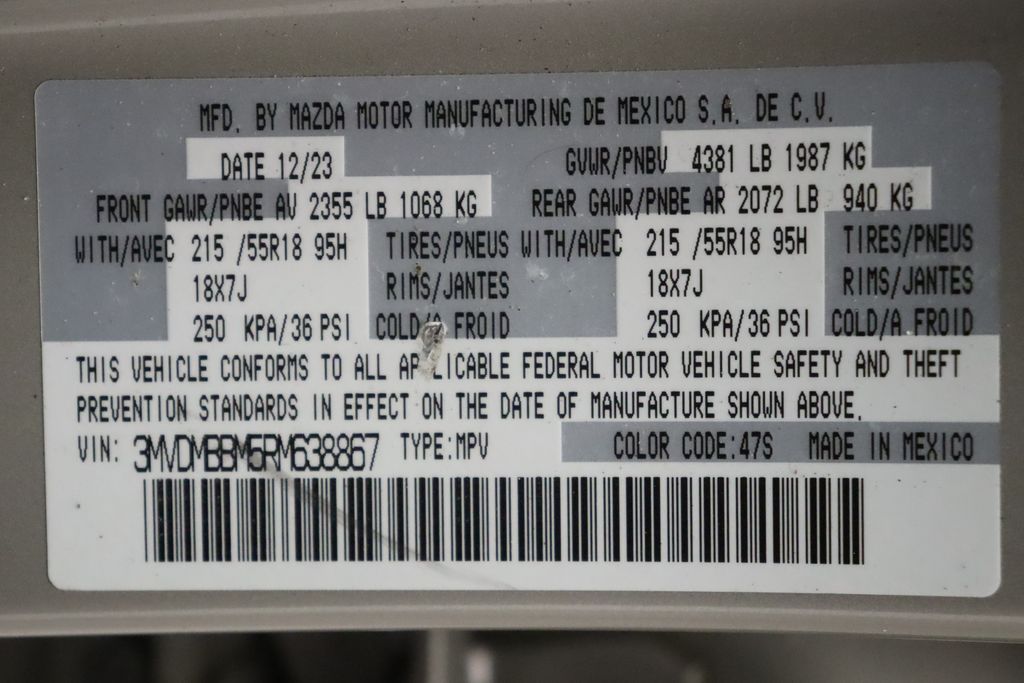 MFD. BY MAZDA MOTOR MANUFACTURING DE MEXICO S.A. DE C.V.
DATE 12/23 GVWR/PNBV 4381 LB 1987 KG
FRONT GAWR/PNBE AV 2355 LB 1068 KG REAR GAWR/PNBE AR 2072 LB 940 KG
WITH/AVEC 215 /55R18 95H TIRES/PNEUS WITH/AVEC 215 /55R18 95H TIRES/PNEUS
18X7J RIMS/JANTES 18X7J RIMS/JANTES
250 KPA/36 PSI COLD/A FROID 250 KPA/36 PSI COLD/A FROID
THIS VEHICLE CONFORMS TO ALL APPLICABLE FEDERAL MOTOR VEHICLE SAFETY AND THEFT
PREVENTION STANDARDS IN EFFECT ON THE DATE OF MANUFACTURE SHOWN ABOVE.
VIN: 3MVDMBBM5RM638867 TYPE:MPV COLOR CODE:47S MADE IN MEXICO